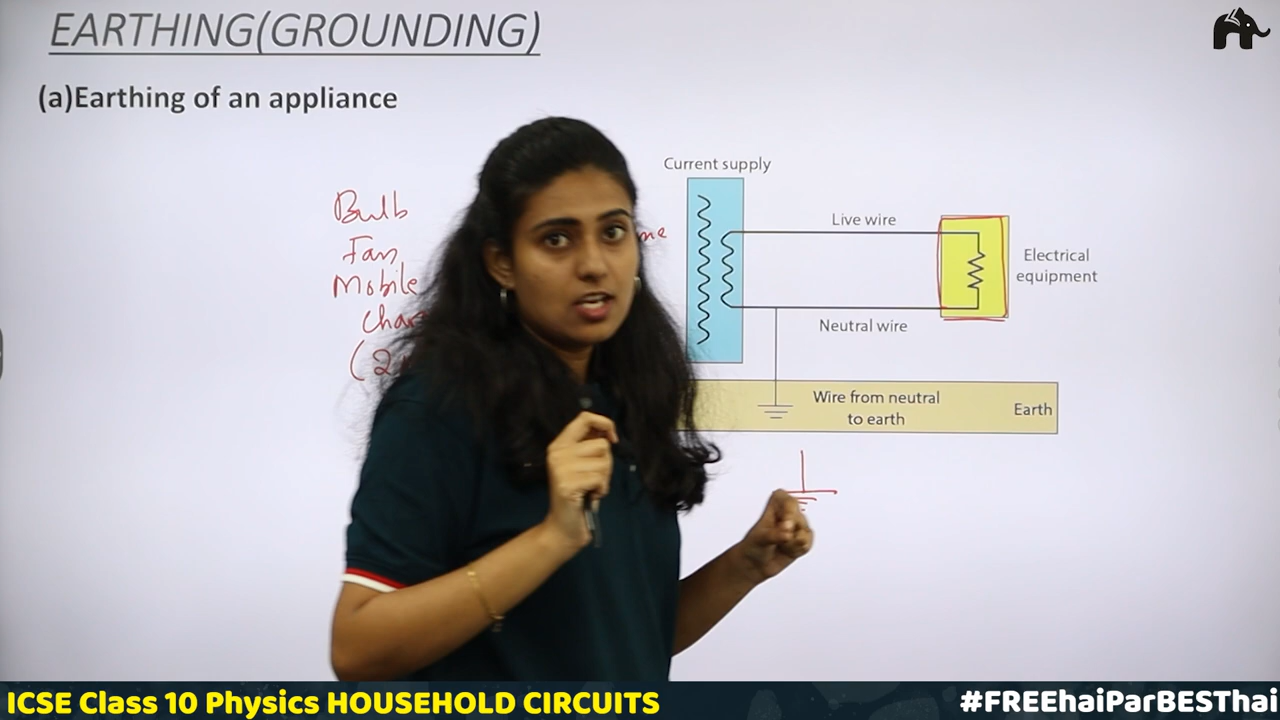 EARTHING(GROUNDING)
(a)Earthing of an appliance
Current supply
Bulb
Fan
Mobile
Live wire
Electrical
equipment
Neutral wire
Wire from neutral
to earth
Earth
ICSE Class 10 Physics HOUSEHOLD CIRCUITS
#FREEhaiParBESThai